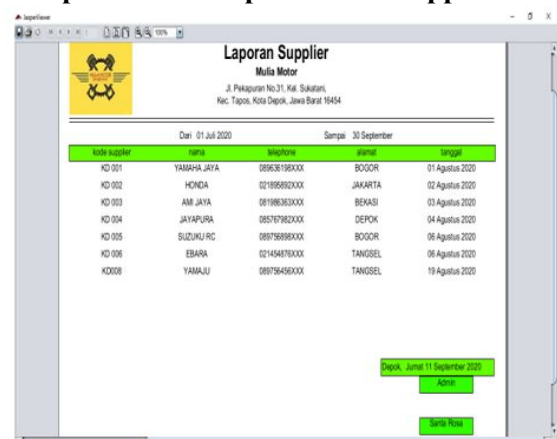 JasperViewer
100%
Laporan Supplier
Mulia Motor
Jl. Pekapuran No.31, Kel. Sukatani,
Kec. Tapos, Kota Depok, Jawa Barat 16454
Dari 01 Juli 2020 Sampai 30 September
kode supplier nama telephone alamat tanggal
KD 001 YAMAHA JAYA 089636198XXX BOGOR 01 Agustus 2020
KD 002 HONDA 021895892XXX JAKARTA 02 Agustus 2020
KD 003 AMI JAYA 081986363XXX BEKASI 03 Agustus 2020
KD 004 JAYAPURA 085767982XXX DEPOK 04 Agustus 2020
KD 005 SUZUKU RC 089756898XXX BOGOR 06 Agustus 2020
KD 006 EBARA 021454876XXX TANGSEL 06 Agustus 2020
KD008 YAMAJU 089756456XXX TANGSEL 19 Agustus 2020
Depok, Jumat 11 September 2020
Admin
Santa Rosa